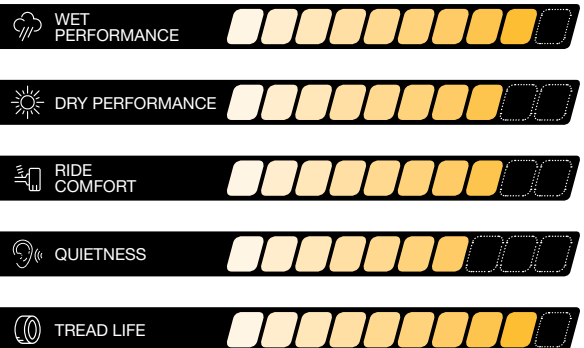 WET
PERFORMANCE
DRY PERFORMANCE
RIDE
COMFORT
QUIETNESS
TREAD LIFE